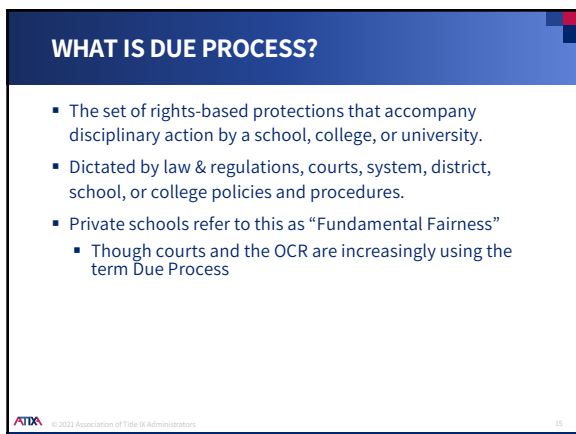 WHAT IS DUE PROCESS?
▪ The set of rights-based protections that accompany
disciplinary action by a school, college, or university.
▪ Dictated by law & regulations, courts, system, district,
school, or college policies and procedures.
▪ Private schools refer to this as “Fundamental Fairness”
▪ Though courts and the OCR are increasingly using the
term Due Process
ATIXA © 2021 Association of Title IX Administrators 15